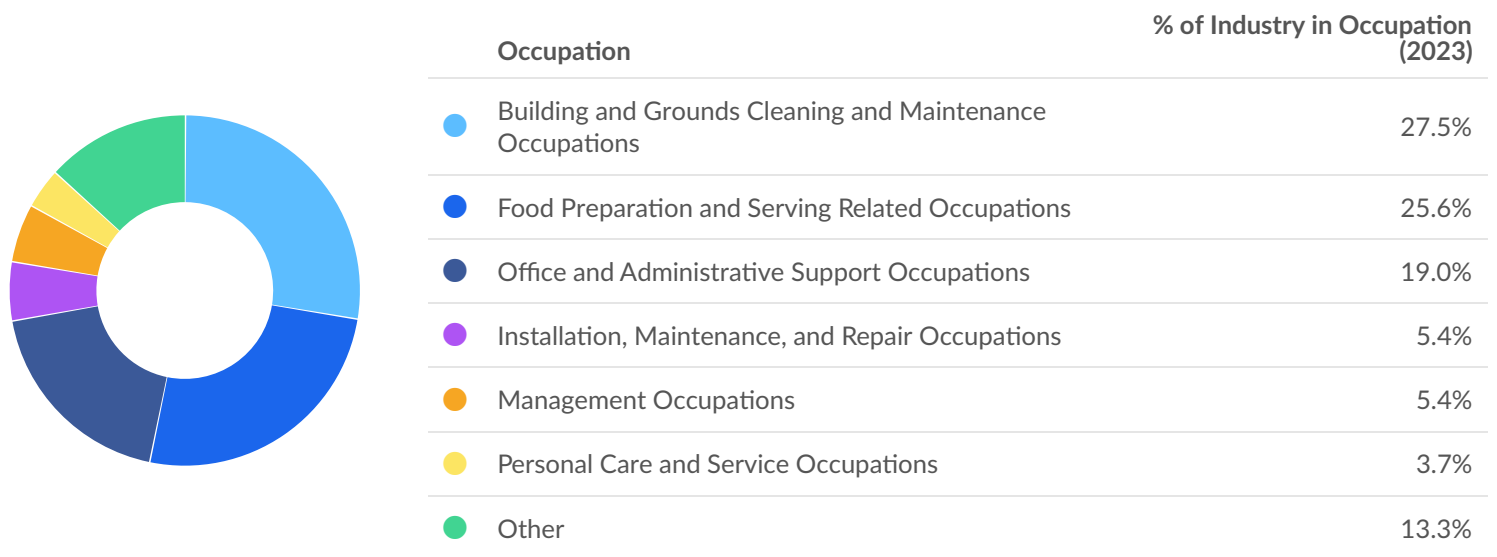 % of Industry in Occupation
Occupation (2023)
Building and Grounds Cleaning and Maintenance
Occupations 27.5%
Food Preparation and Serving Related Occupations 25.6%
Office and Administrative Support Occupations 19.0%
Installation, Maintenance, and Repair Occupations 5.4%
Management Occupations 5.4%
Personal Care and Service Occupations 3.7%
Other 13.3%